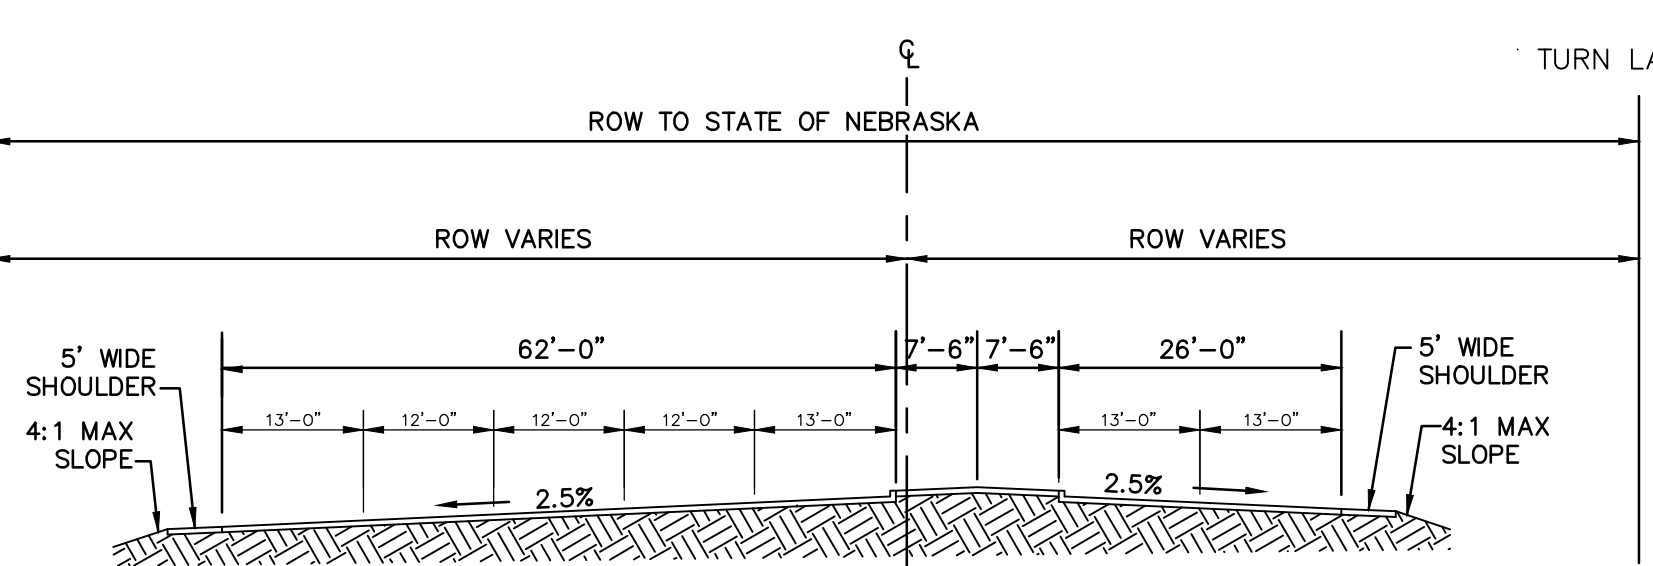 ℄
TURN LA
ROW TO STATE OF NEBRASKA
ROW VARIES
ROW VARIES
5' WIDE
SHOULDER
62'-0"
7'-6"
7'-6"
26'-0"
5' WIDE
SHOULDER
4:1 MAX
SLOPE
13'-0"
12'-0"
12'-0"
12'-0"
13'-0"
13'-0"
13'-0"
4:1 MAX
SLOPE
2.5%
2.5%